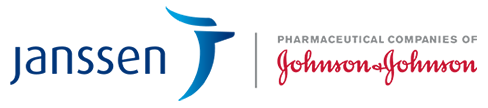 janssen
PHARMACEUTICAL COMPANIES OF
Johnson & Johnson